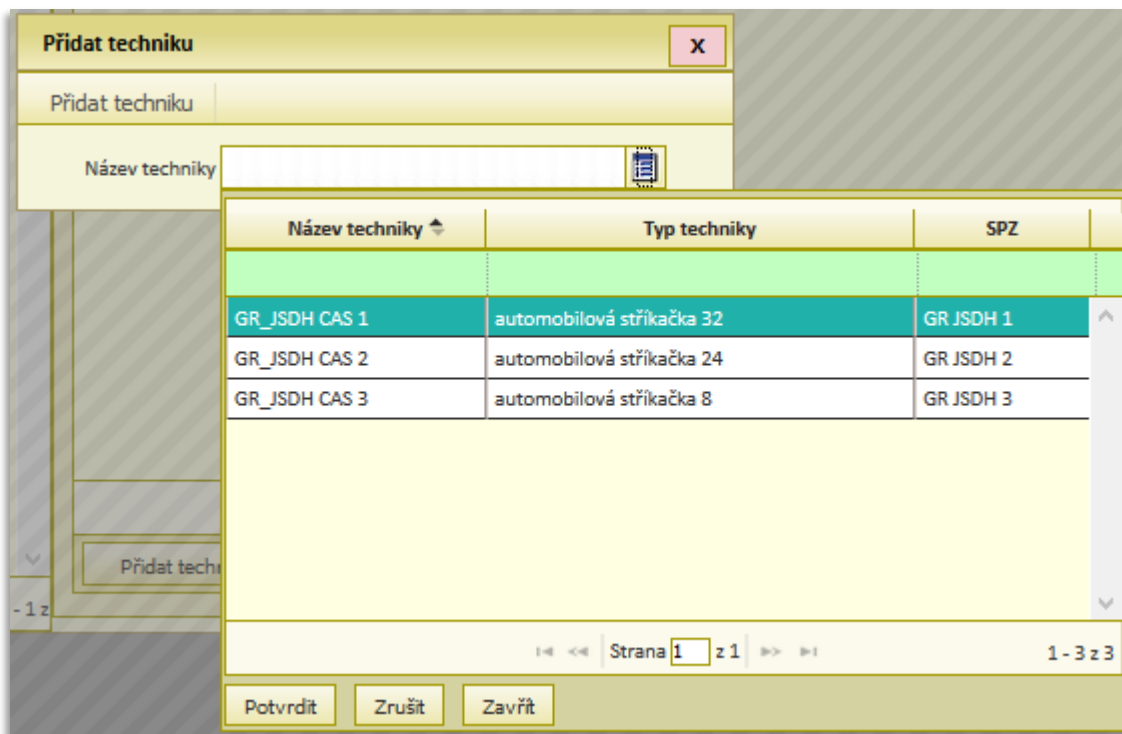 Přidat techniku X
Přidat techniku
Název techniky
Název techniky Typ techniky SPZ
GR_JSDH CAS 1 automobilová stříkačka 32 GR JSDH 1
GR_JSDH CAS 2 automobilová stříkačka 24 GR JSDH 2
GR_JSDH CAS 3 automobilová stříkačka 8 GR JSDH 3
Přidat techn
- 1 z
Strana 1 z 1 1 - 3 z 3
Potvrdit Zrušit Zavřít